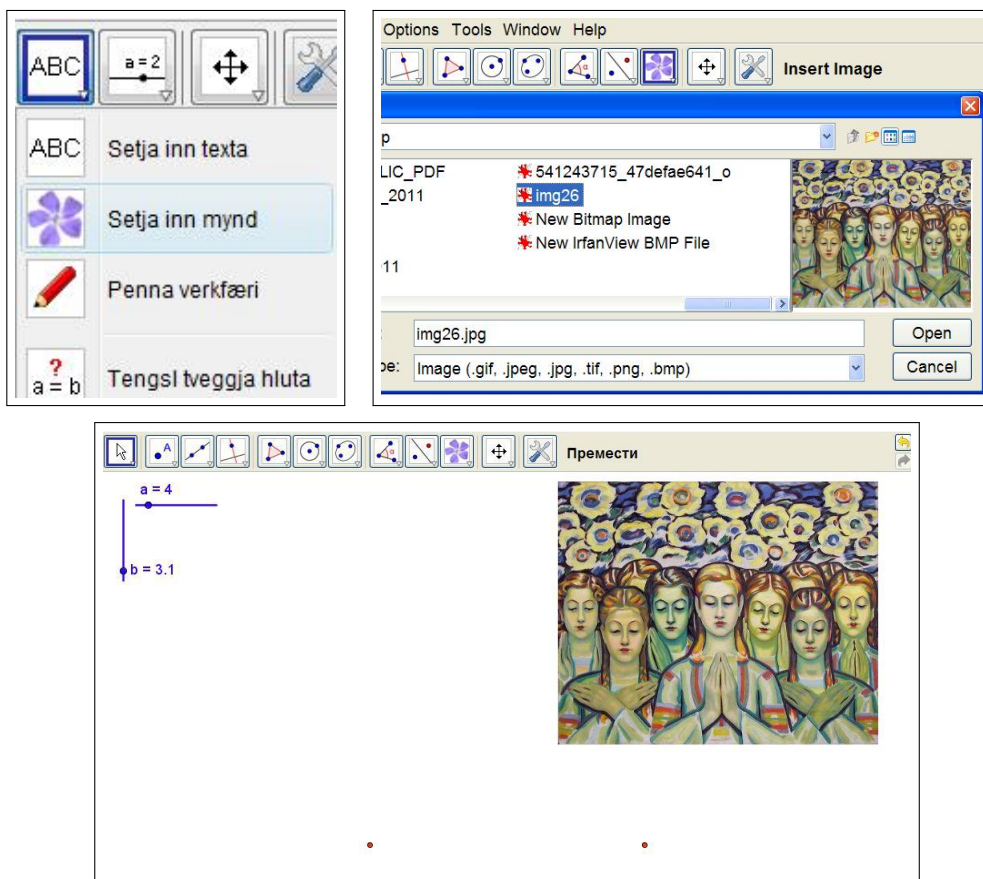 ABC
a = 2
ABC Setja inn texta
Setja inn mynd
Penna verkfæri
?
a = b Tengsl tveggja hluta
Options Tools Window Help
Insert Image
p
LIC_PDF
_2011
11
541243715_47defae641_o
img26
New Bitmap Image
New IrfanView BMP File
: img26.jpg
Open
pe: Image (.gif, .jpeg, .jpg, .tif, .png, .bmp)
Cancel
A
Премести
a = 4
b = 3.1